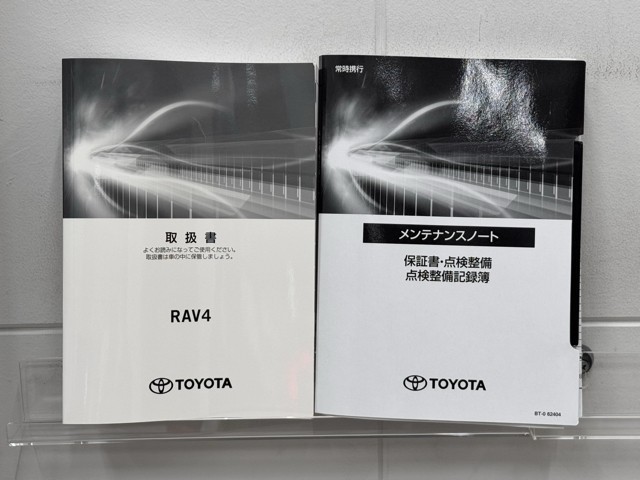 取扱書
よくお読みになってご使用ください。
取扱書は車の中に保管しましょう。
RAV4
TOYOTA
常時携行
メンテナンスノート
保証書・点検整備
点検整備記録簿
TOYOTA
BT-9 62404